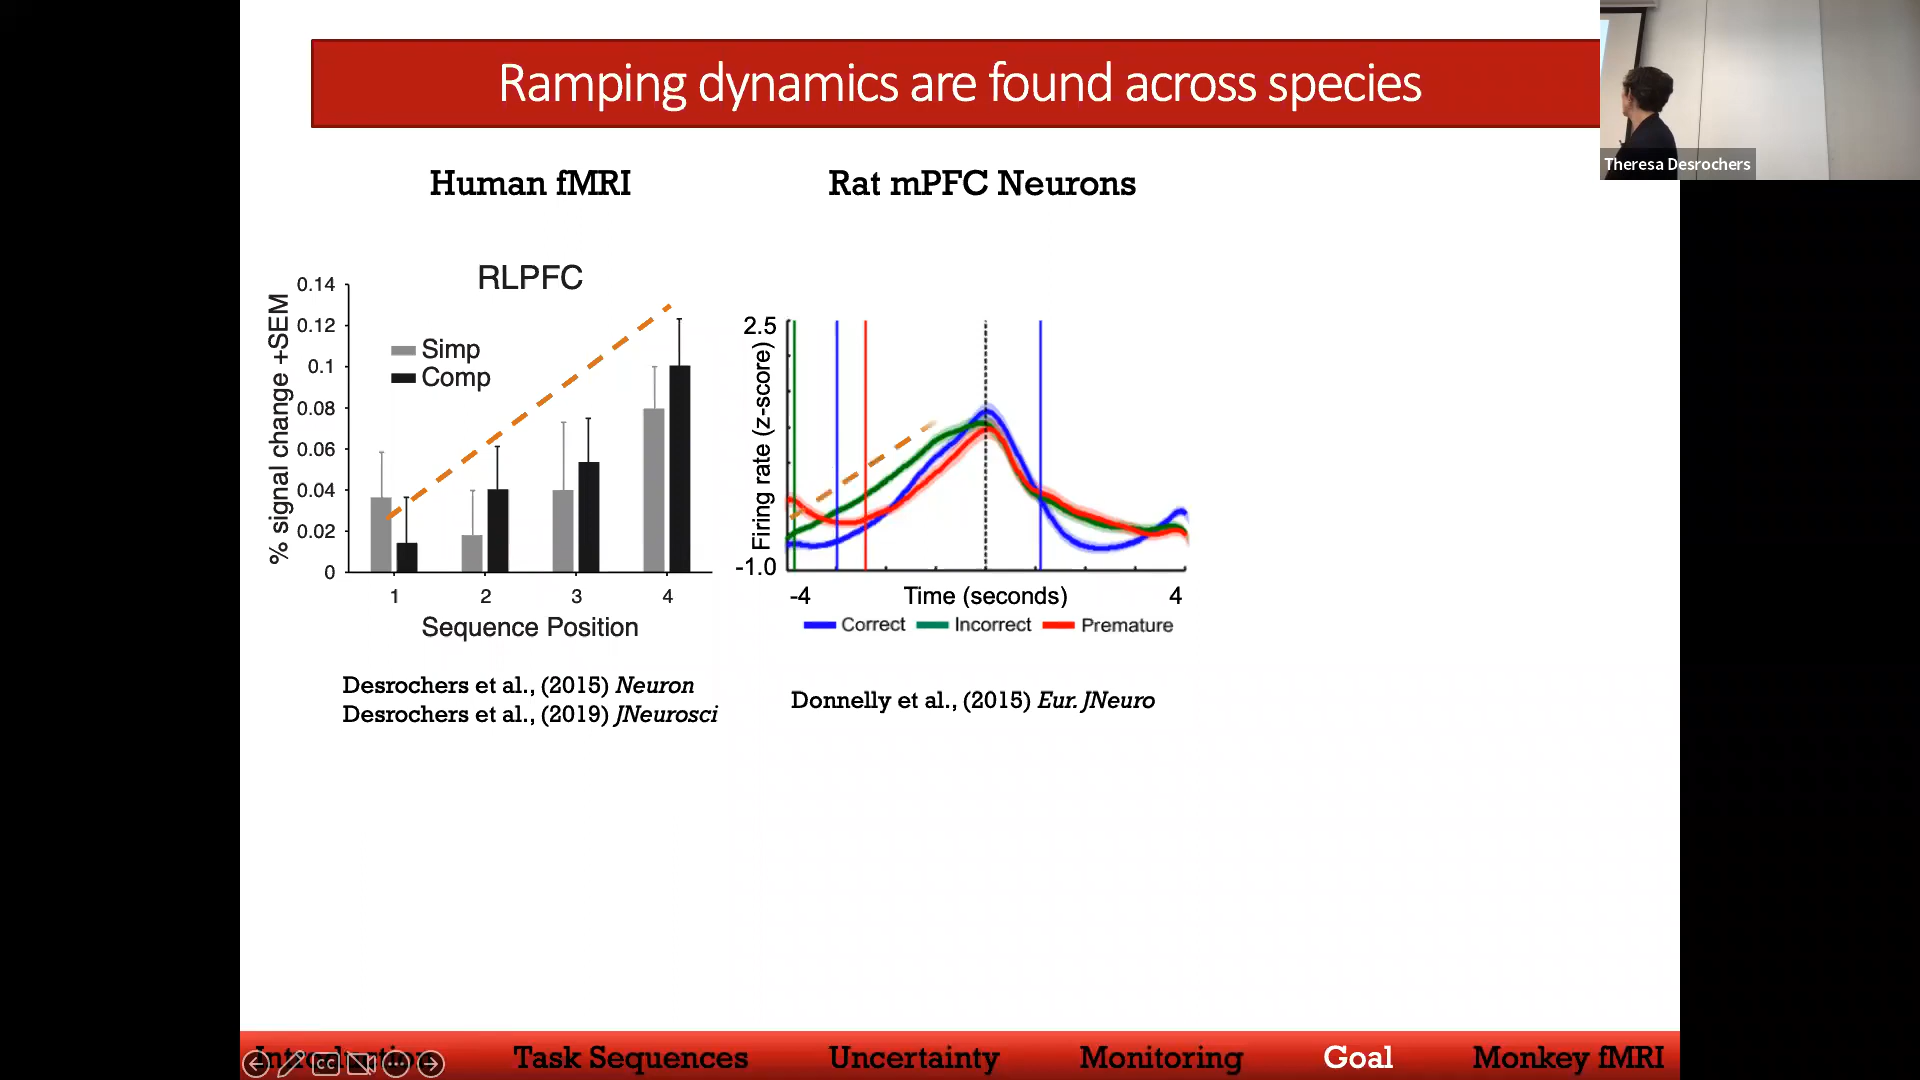 Ramping dynamics are found across species
Theresa Desrochers
Human fMRI
Rat mPFC Neurons
RLPFC
% signal change +SEM
0.14
0.12
0.1
0.08
0.06
0.04
0.02
0
Simp
Comp
1 2 3 4
Sequence Position
Firing rate (z-score)
2.5
-1.0
-4 Time (seconds) 4
Correct Incorrect Premature
Desrochers et al., (2015) Neuron
Desrochers et al., (2019) JNeurosci
Donnelly et al., (2015) Eur. JNeuro
Introduction Task Sequences Uncertainty Monitoring Goal Monkey fMRI
CC